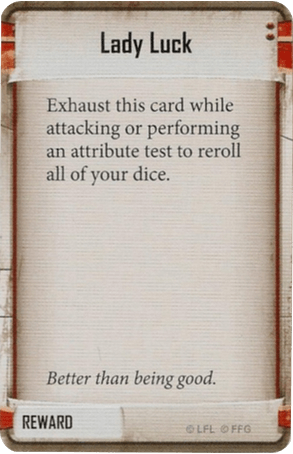 Lady Luck
Exhaust this card while
attacking or performing
an attribute test to reroll
all of your dice.
Better than being good.
REWARD
© LFL © FFG